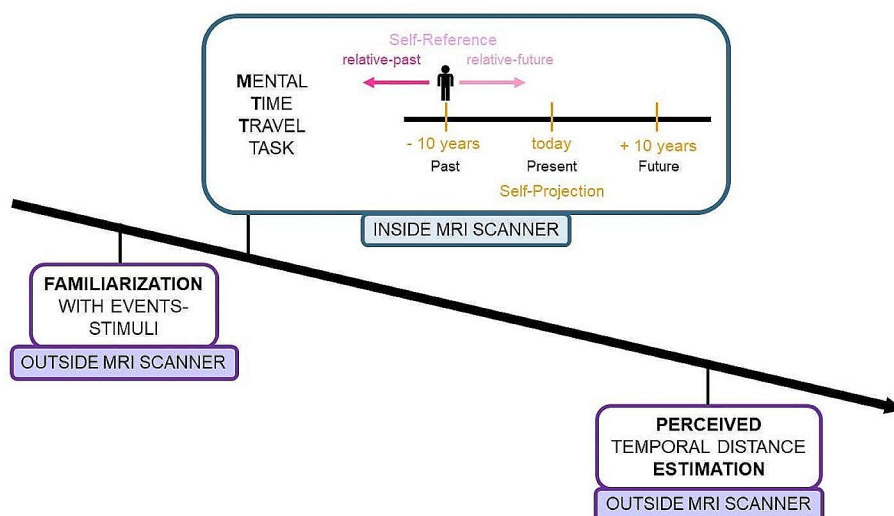 Self-Reference
relative-past relative-future
MENTAL
TIME
TRAVEL
TASK
- 10 years today + 10 years
Past Present Future
Self-Projection
INSIDE MRI SCANNER
FAMILIARIZATION
WITH EVENTS-
STIMULI
OUTSIDE MRI SCANNER
PERCEIVED
TEMPORAL DISTANCE
ESTIMATION
OUTSIDE MRI SCANNER